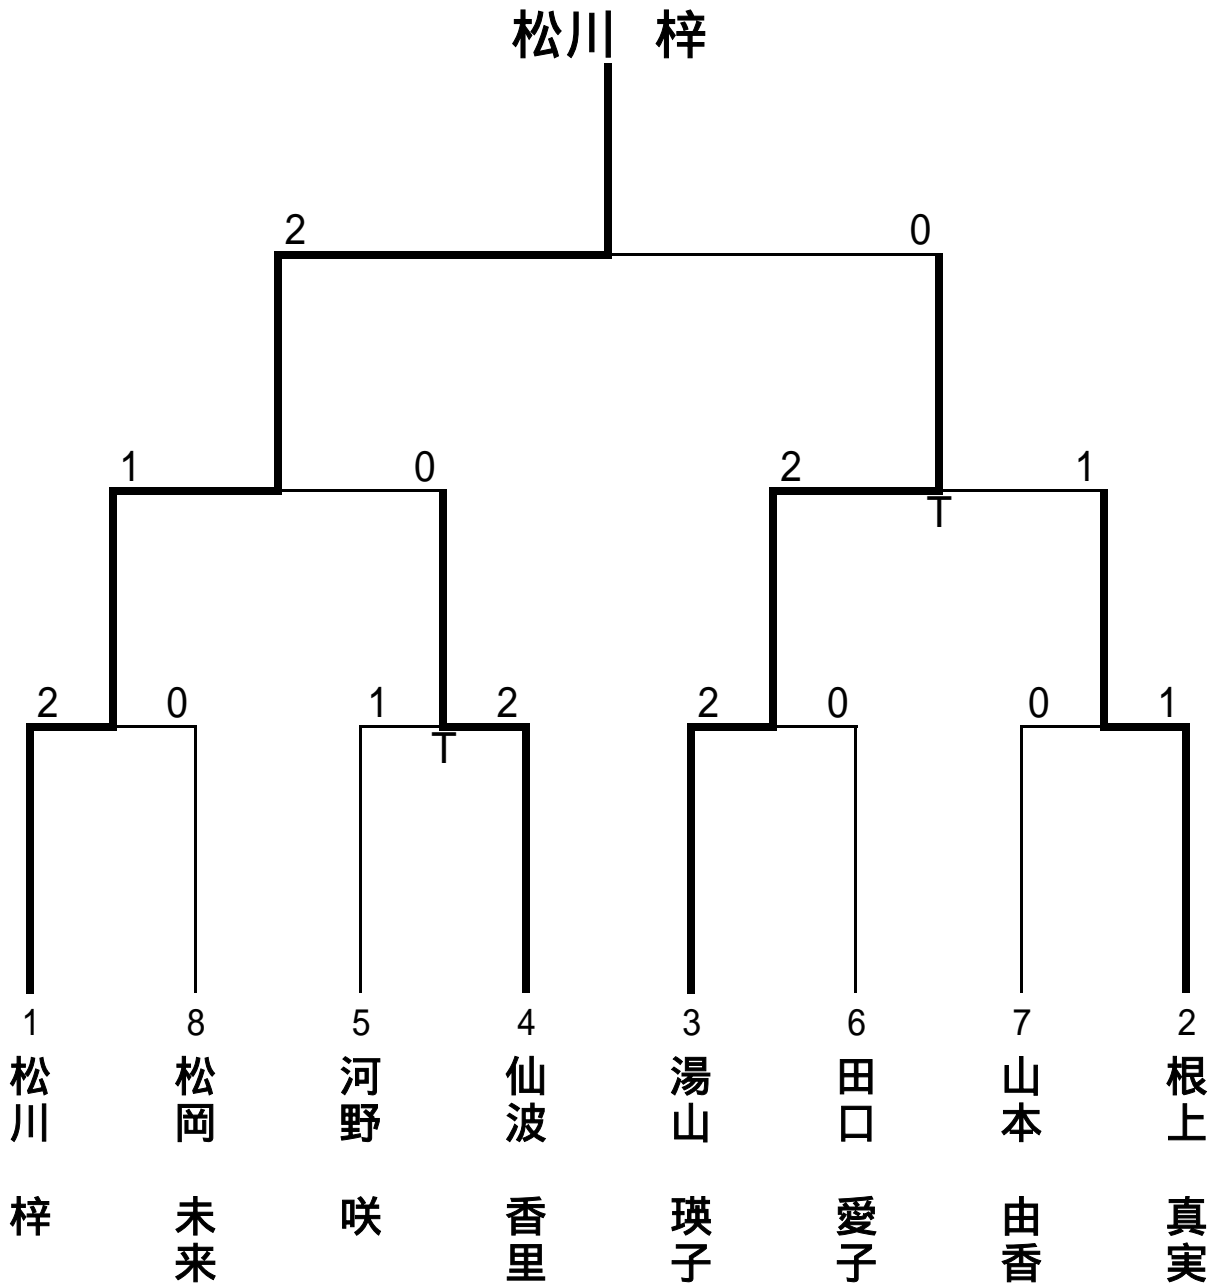 松川 梓
2 0
1 0 2 1
T
2 0 1 2 2 0 0 1
T
1 8 5 4 3 6 7 2
松川 梓
松岡 未来
河野 咲
仙波 香里
湯山 瑛子
田口 愛子
山本 由香
根上 真実